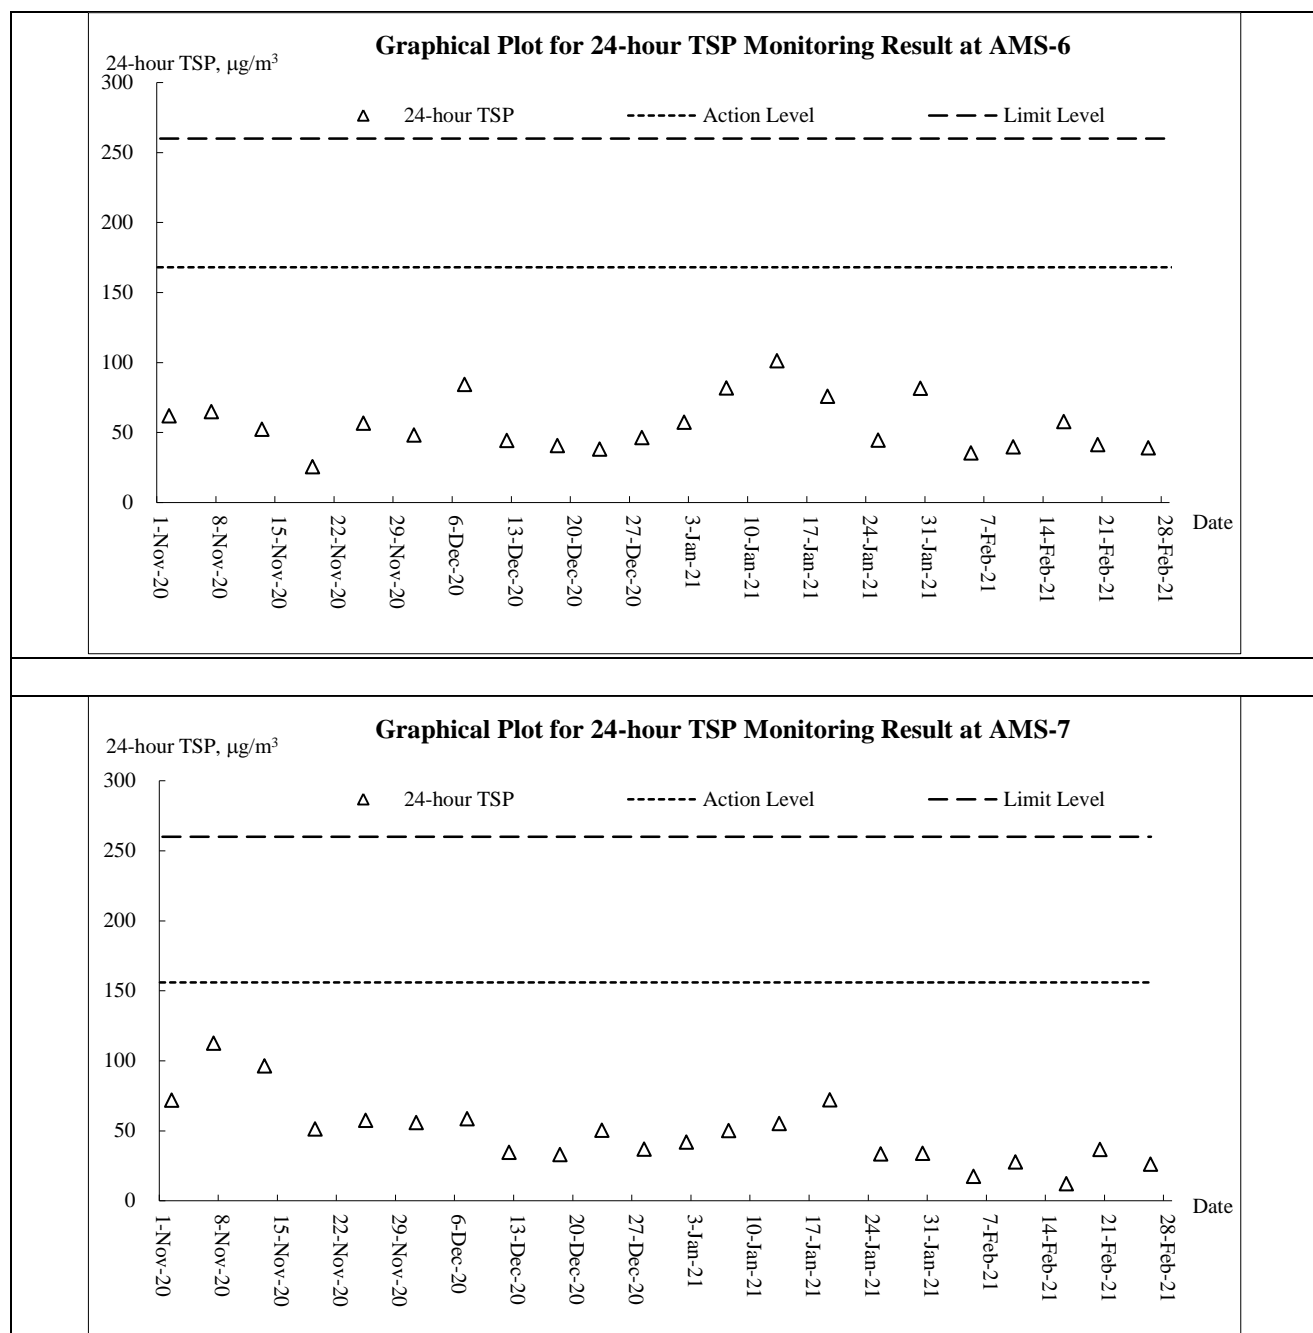 Graphical Plot for 24-hour TSP Monitoring Result at AMS-6
24-hour TSP, μg/m³
300
250
200
150
100
50
0
24-hour TSP
Action Level
Limit Level
1-Nov-20
8-Nov-20
15-Nov-20
22-Nov-20
29-Nov-20
6-Dec-20
13-Dec-20
20-Dec-20
27-Dec-20
3-Jan-21
10-Jan-21
17-Jan-21
24-Jan-21
31-Jan-21
7-Feb-21
14-Feb-21
21-Feb-21
28-Feb-21
Date
Graphical Plot for 24-hour TSP Monitoring Result at AMS-7
24-hour TSP, μg/m³
300
250
200
150
100
50
0
24-hour TSP
Action Level
Limit Level
1-Nov-20
8-Nov-20
15-Nov-20
22-Nov-20
29-Nov-20
6-Dec-20
13-Dec-20
20-Dec-20
27-Dec-20
3-Jan-21
10-Jan-21
17-Jan-21
24-Jan-21
31-Jan-21
7-Feb-21
14-Feb-21
21-Feb-21
28-Feb-21
Date